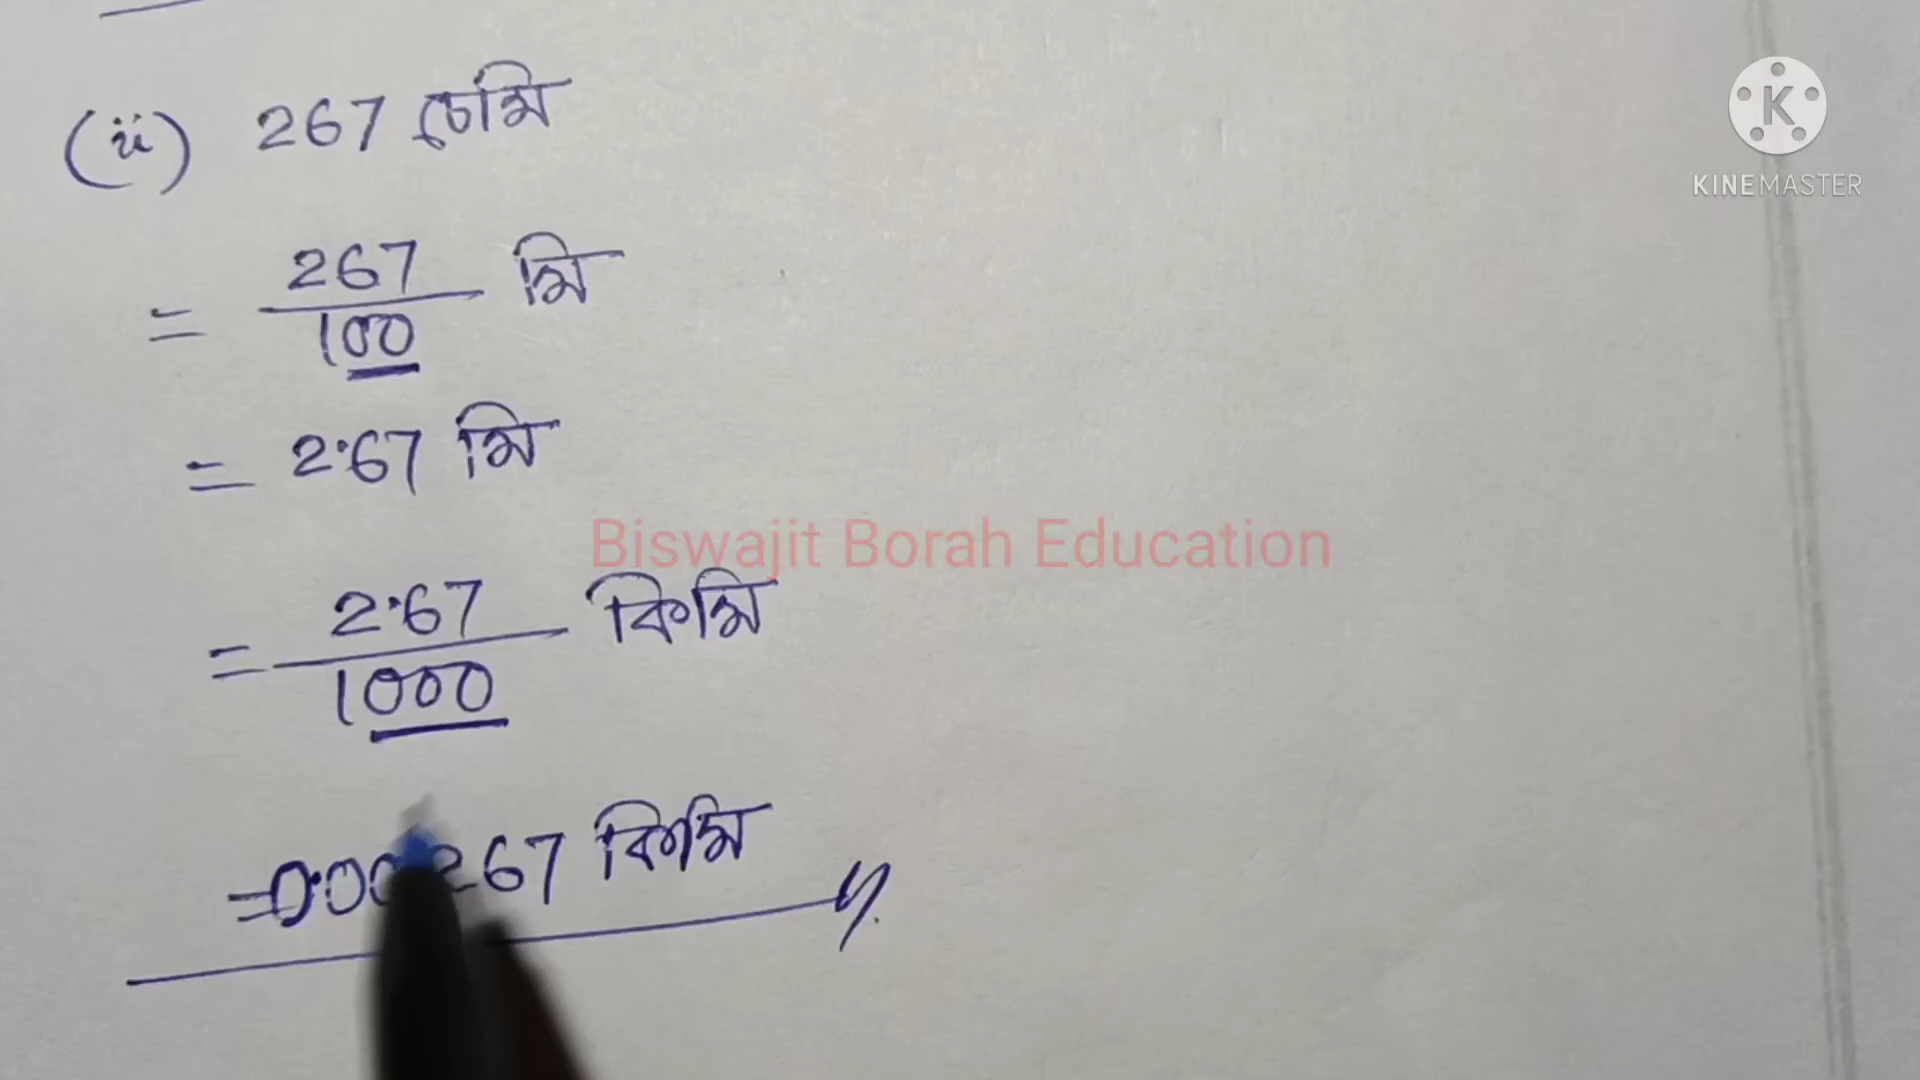 (ii) 267 চেমি
= 267/100 মি
= 2.67 মি
= 2.67/1000 কিমি
267 কিমি
KINEMASTER
Biswajit Borah Education